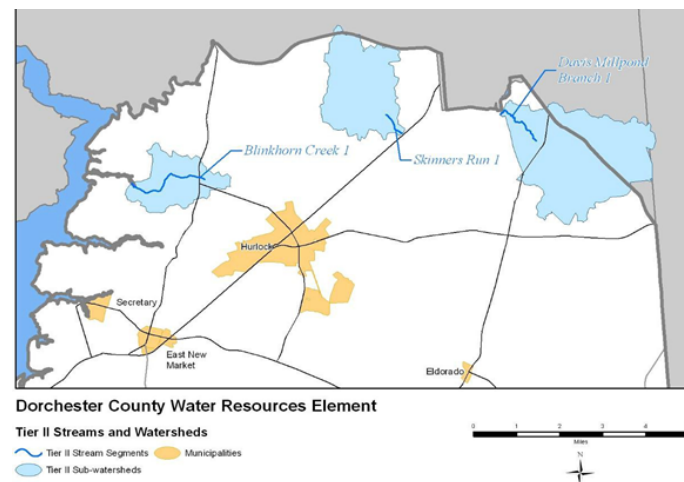 Davis Millpond
Branch 1
Blinkhorn Creek 1
Skinners Run 1
Hurlock
Secretary
East New
Market
Eldorado
Dorchester County Water Resources Element
Tier II Streams and Watersheds
Tier II Stream Segments
Municipalities
Tier II Sub-watersheds
0 1 2 3 4
Miles
N